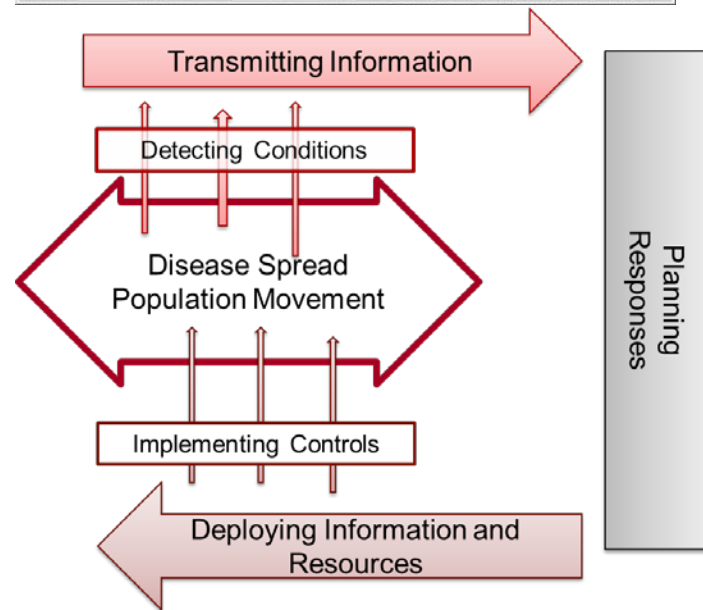 Transmitting Information
Detecting Conditions
Disease Spread
Population Movement
Planning
Responses
Implementing Controls
Deploying Information and
Resources